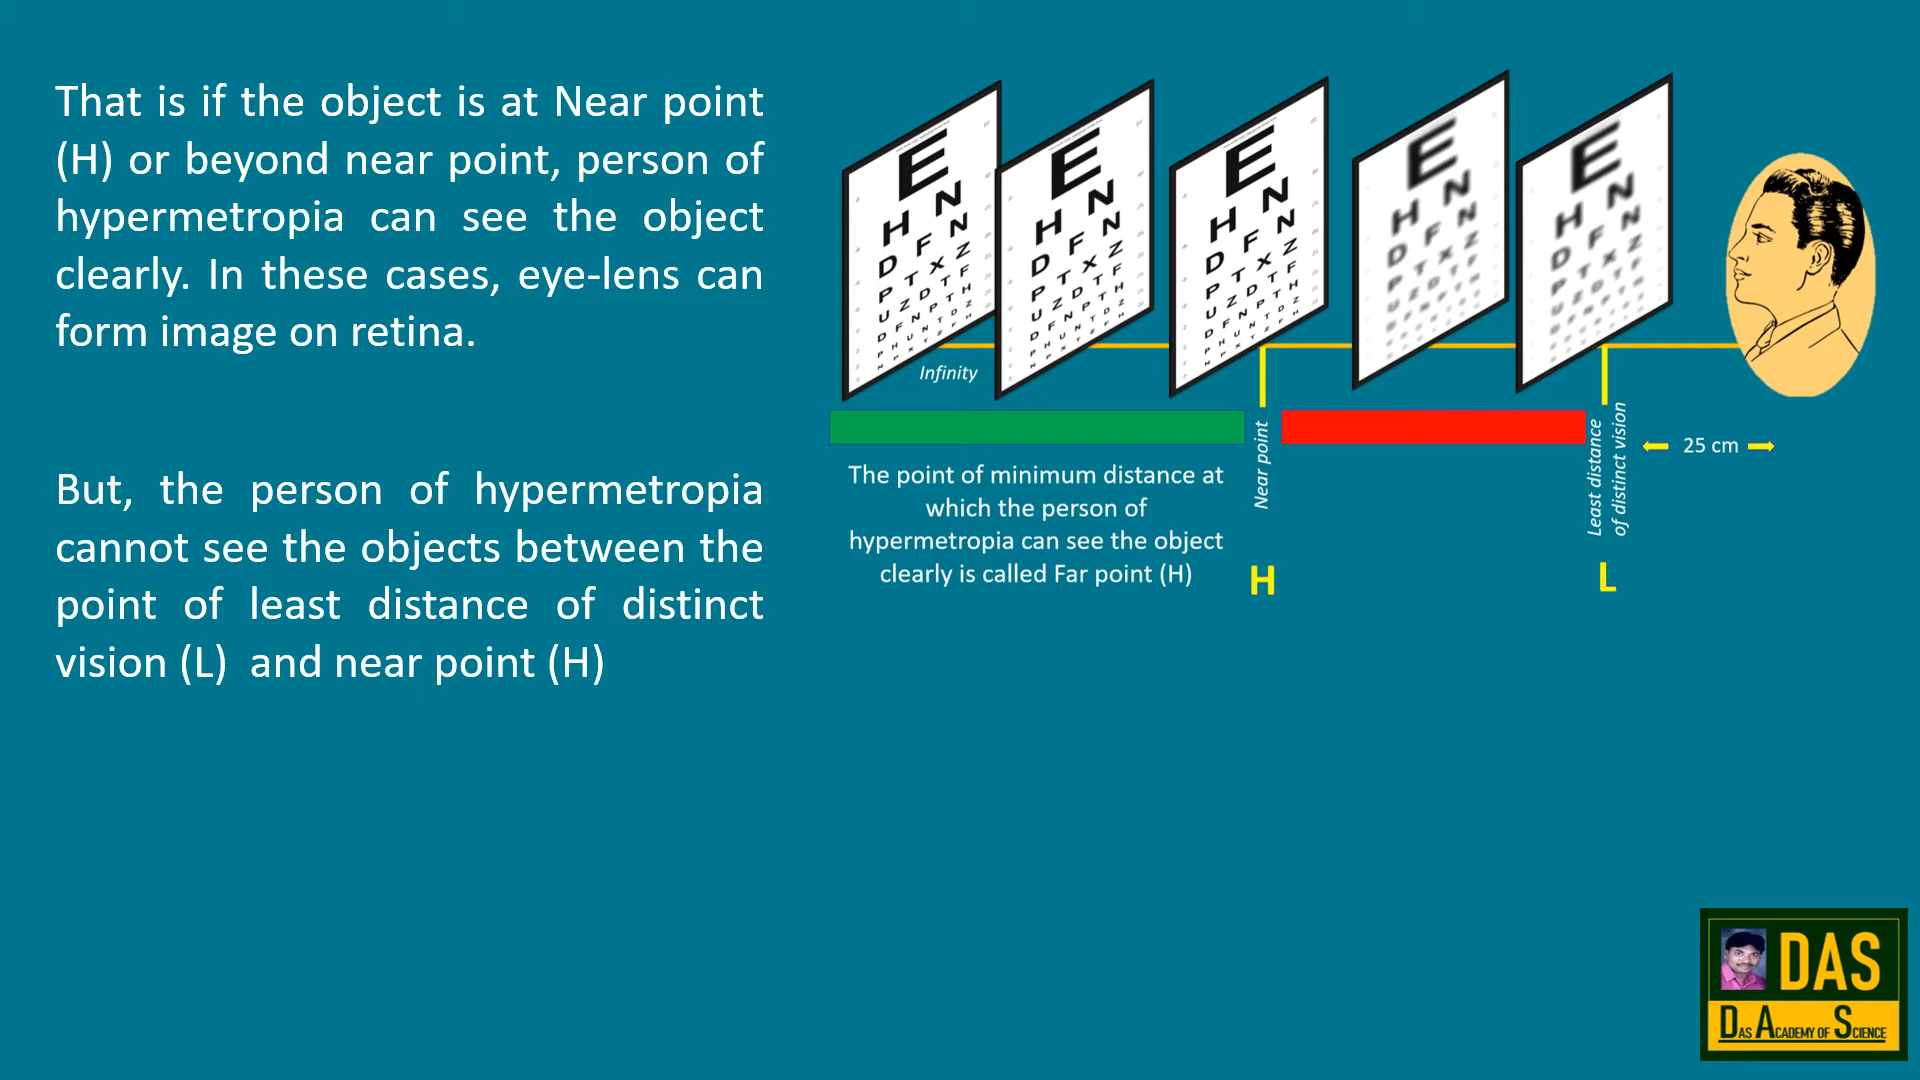 That is if the object is at Near point
(H) or beyond near point, person of
hypermetropia can see the object
clearly. In these cases, eye-lens can
form image on retina.
But, the person of hypermetropia
cannot see the objects between the
point of least distance of distinct
vision (L) and near point (H)
Infinity
The point of minimum distance at
which the person of
hypermetropia can see the object
clearly is called Far point (H)
Near point
H
Least distance
of distinct vision
L
25 cm
E
H N
D F N
P T X Z
E
H N
D F N
P T X Z
E
H N
D F N
P T X Z
E
H N
D F N
E
H N
D F N
DAS
DAS ACADEMY OF SCIENCE